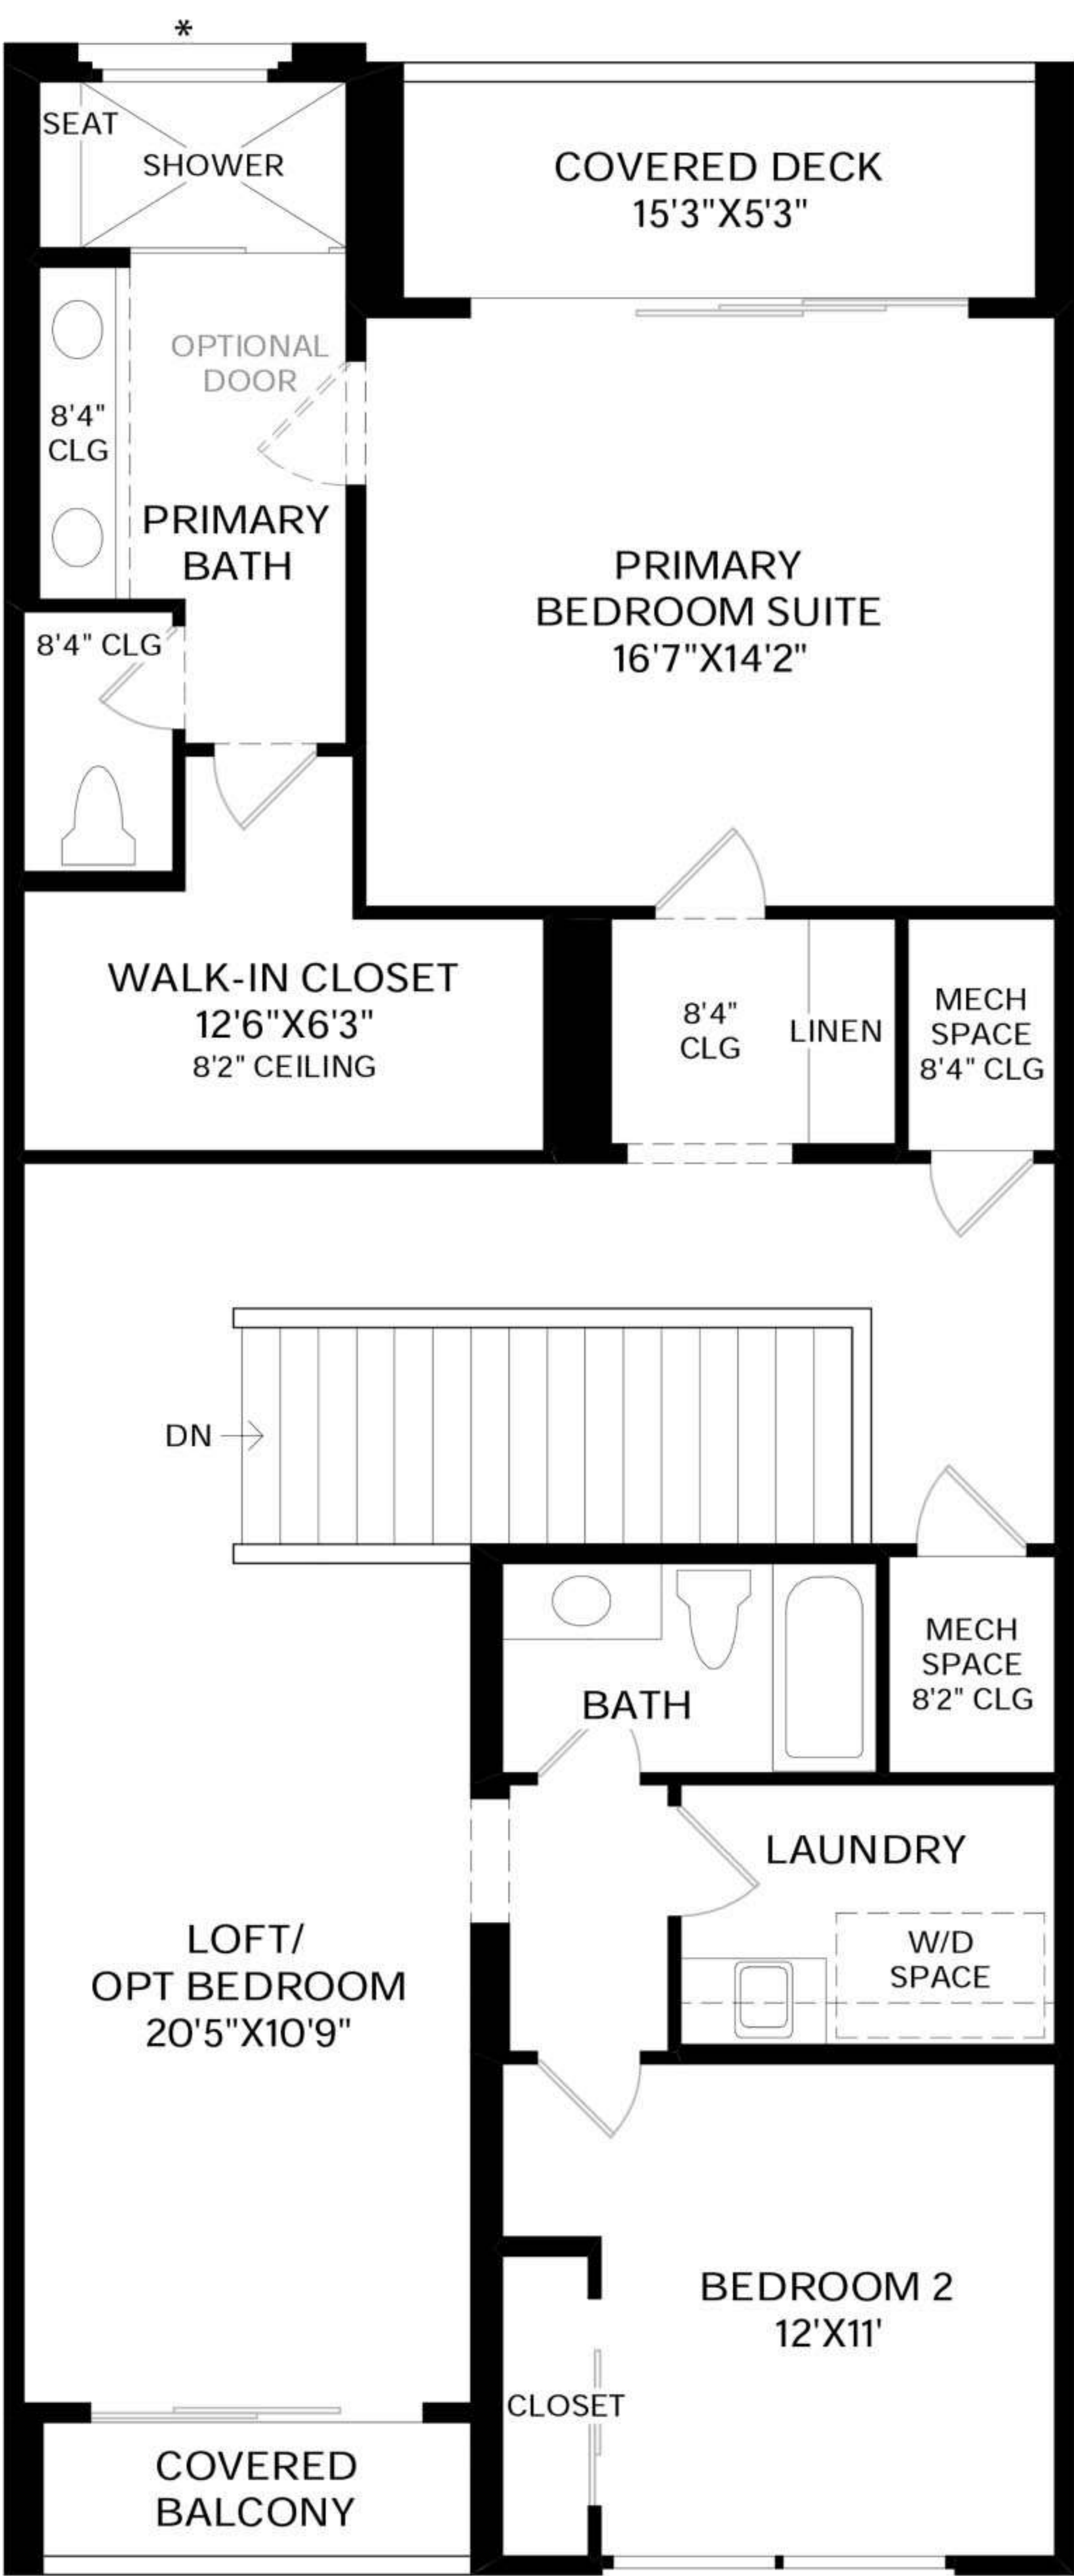 *
SEAT
SHOWER
COVERED DECK
15'3"X5'3"
OPTIONAL
DOOR
8'4"
CLG
PRIMARY
BATH
PRIMARY
BEDROOM SUITE
16'7"X14'2"
8'4" CLG
WALK-IN CLOSET
12'6"X6'3"
8'2" CEILING
8'4"
CLG
LINEN
MECH
SPACE
8'4" CLG
DN
MECH
SPACE
8'2" CLG
BATH
LAUNDRY
W/D
SPACE
LOFT/
OPT BEDROOM
20'5"X10'9"
BEDROOM 2
12'X11'
CLOSET
COVERED
BALCONY